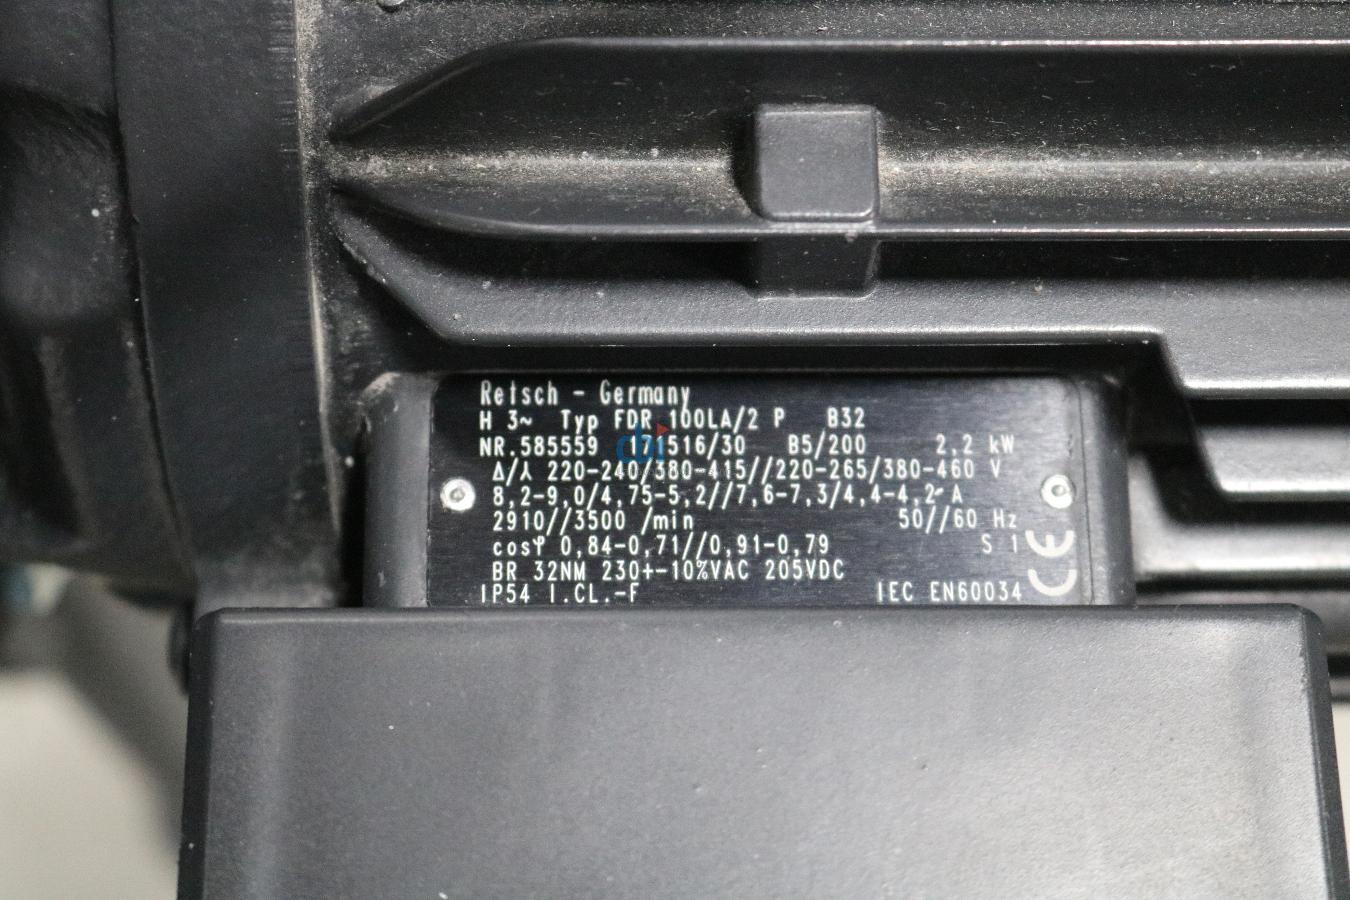 Retsch - Germany
H 3~ Typ FDR 100LA/2 P B32
NR.585559 171516/30 B5/200 2,2 kW
Δ/⅄ 220-240/380-415//220-265/380-460 V
8,2-9,0/4,75-5,2//7,6-7,3/4,4-4,2 A
2910//3500 /min 50//60 Hz
cosφ 0,84-0,71//0,91-0,79 S 1
BR 32NM 230+-10%VAC 205VDC
IP54 I.CL.-F IEC EN60034
CE
cbi